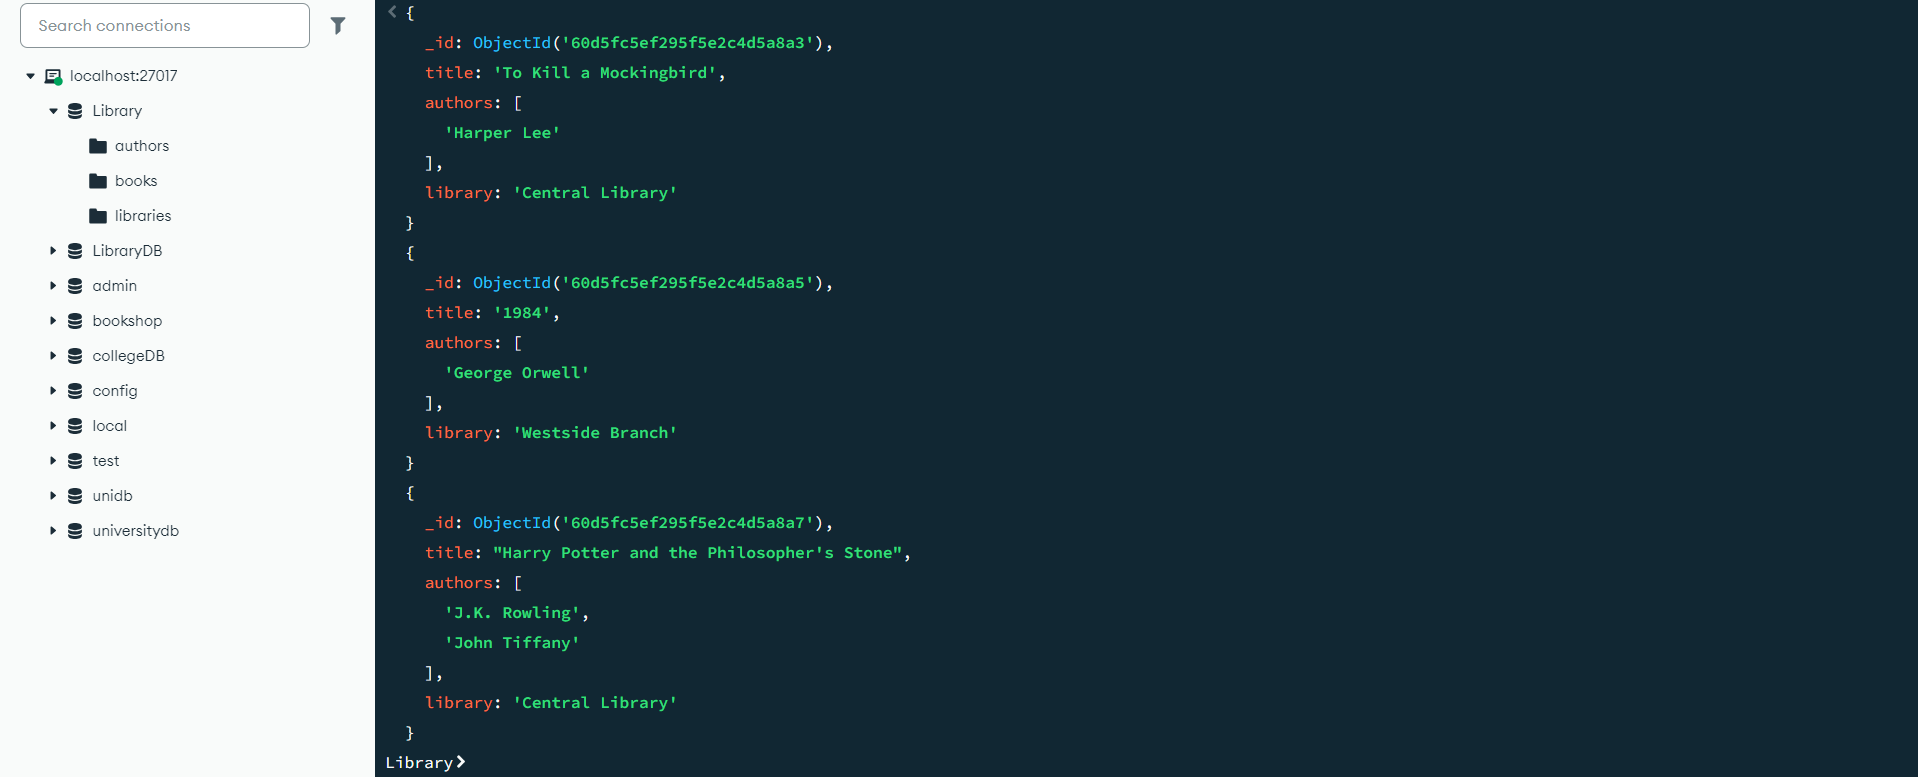 Search connections
localhost:27017
Library
authors
books
libraries
LibraryDB
admin
bookshop
collegeDB
config
local
test
unidb
universitydb
{
_id: ObjectId('60d5fc5ef295f5e2c4d5a8a3'),
title: 'To Kill a Mockingbird',
authors: [
'Harper Lee'
],
library: 'Central Library'
}
{
_id: ObjectId('60d5fc5ef295f5e2c4d5a8a5'),
title: '1984',
authors: [
'George Orwell'
],
library: 'Westside Branch'
}
{
_id: ObjectId('60d5fc5ef295f5e2c4d5a8a7'),
title: "Harry Potter and the Philosopher's Stone",
authors: [
'J.K. Rowling',
'John Tiffany'
],
library: 'Central Library'
}
Library>